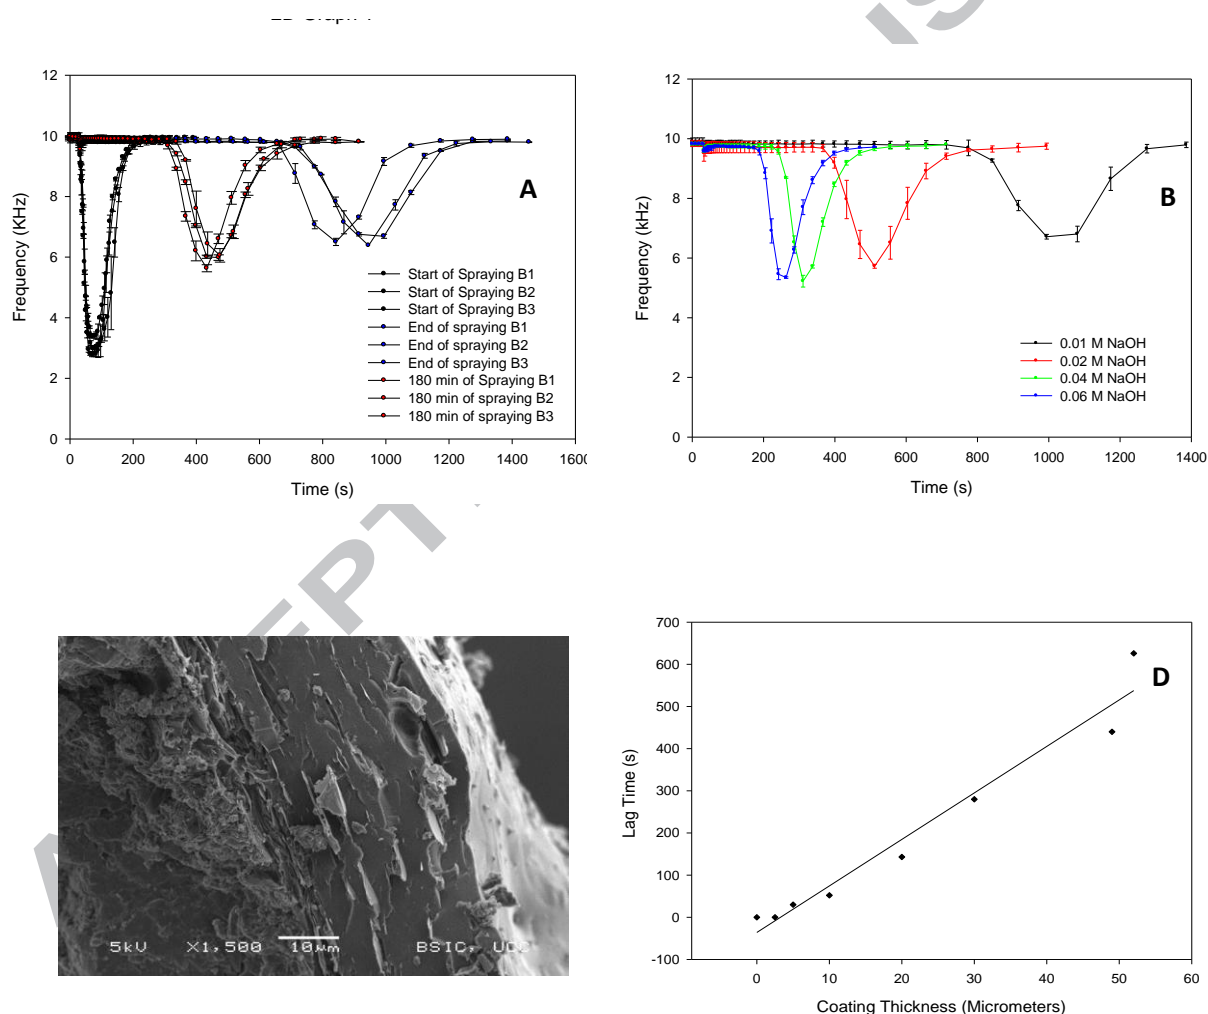 12
10
8
6
4
2
0
Frequency (KHz)
0 200 400 600 800 1000 1200 1400 1600
Time (s)
A
Start of Spraying B1
Start of Spraying B2
Start of Spraying B3
End of spraying B1
End of spraying B2
End of spraying B3
180 min of Spraying B1
180 min of spraying B2
180 min of spraying B3
12
10
8
6
4
2
0
Frequency (kHz)
0 200 400 600 800 1000 1200 1400
Time (s)
B
0.01 M NaOH
0.02 M NaOH
0.04 M NaOH
0.06 M NaOH
5kV X1,500 10µm BSIC,
700
600
500
400
300
200
100
0
-100
Lag Time (s)
0 10 20 30 40 50 60
Coating Thickness (Micrometers)
D